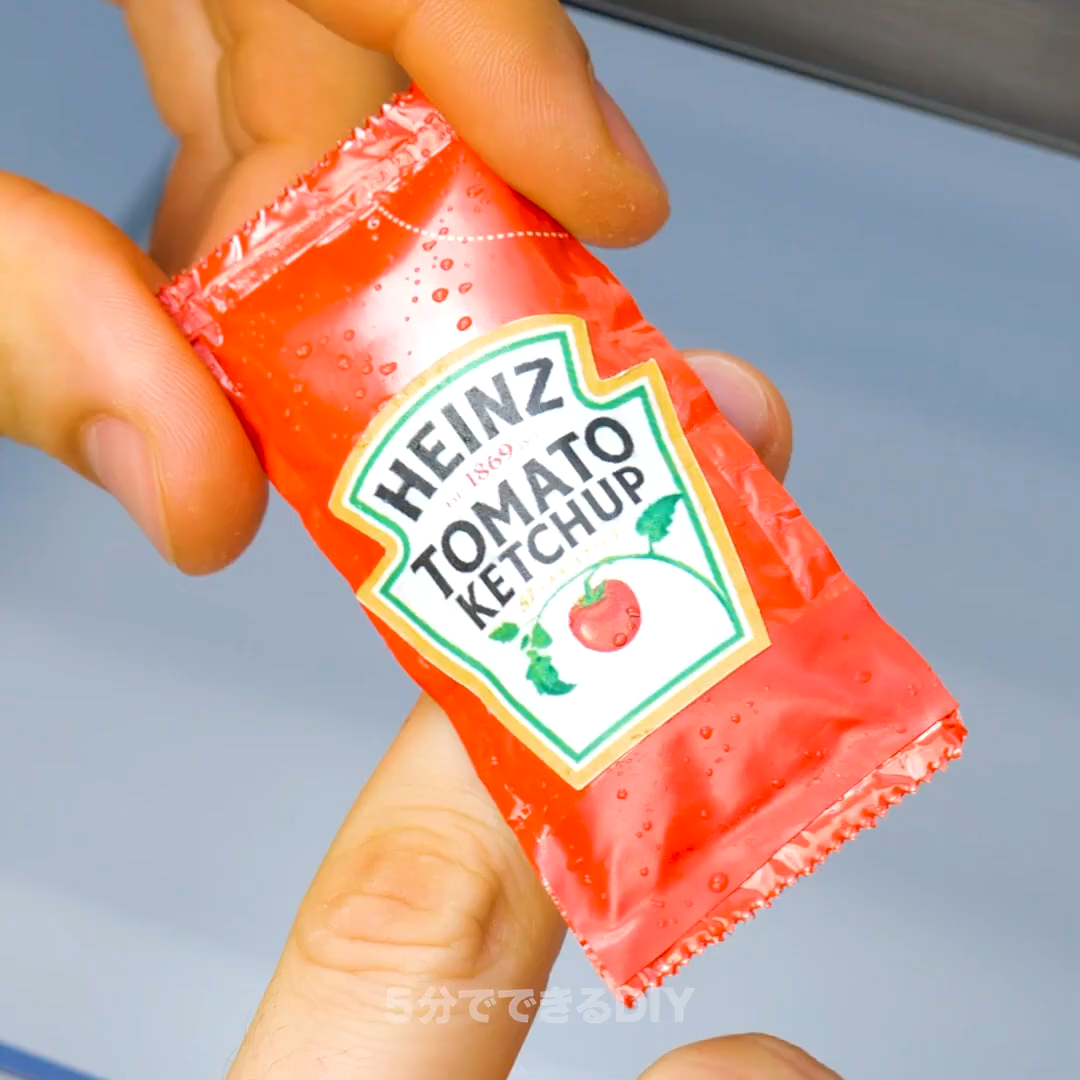 HEINZ
1869
TOMATO
KETCHUP
5分でできるDIY